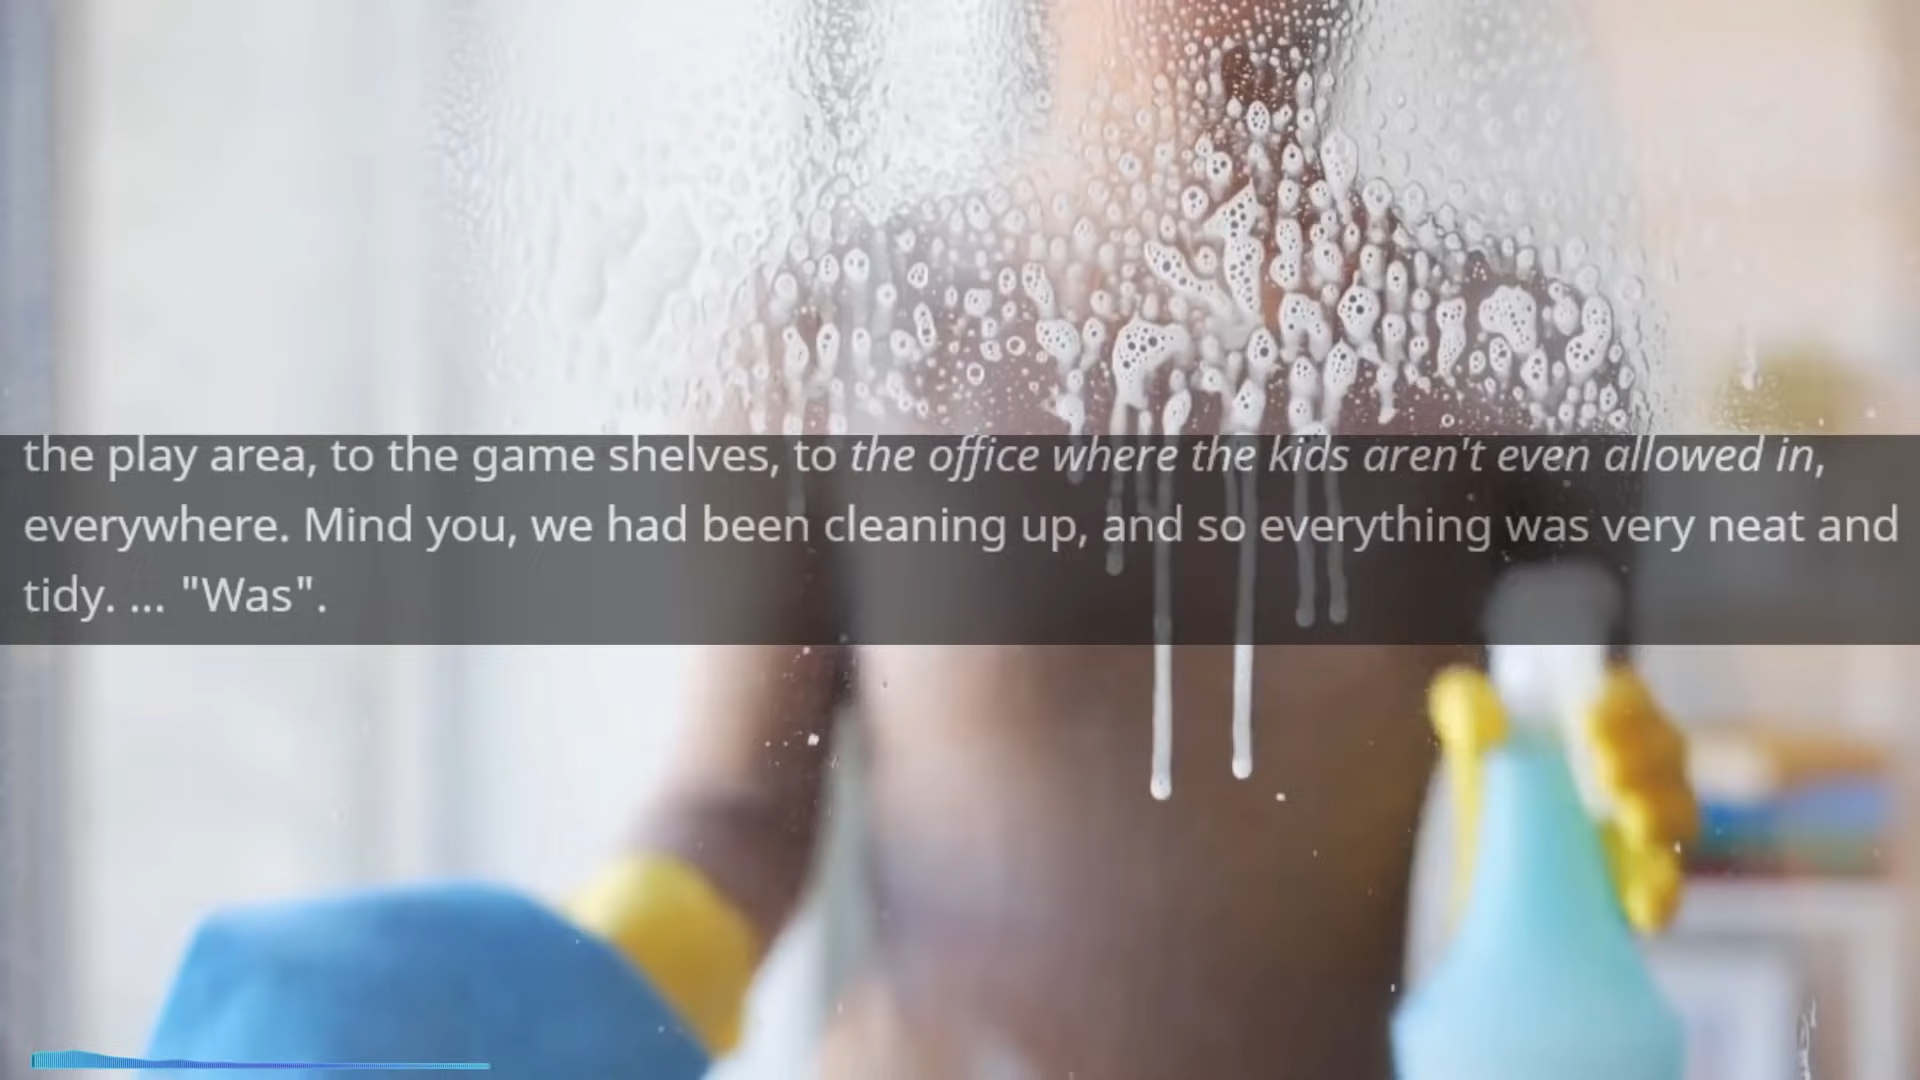 the play area, to the game shelves, to the office where the kids aren't even allowed in,
everywhere. Mind you, we had been cleaning up, and so everything was very neat and
tidy. ... "Was".